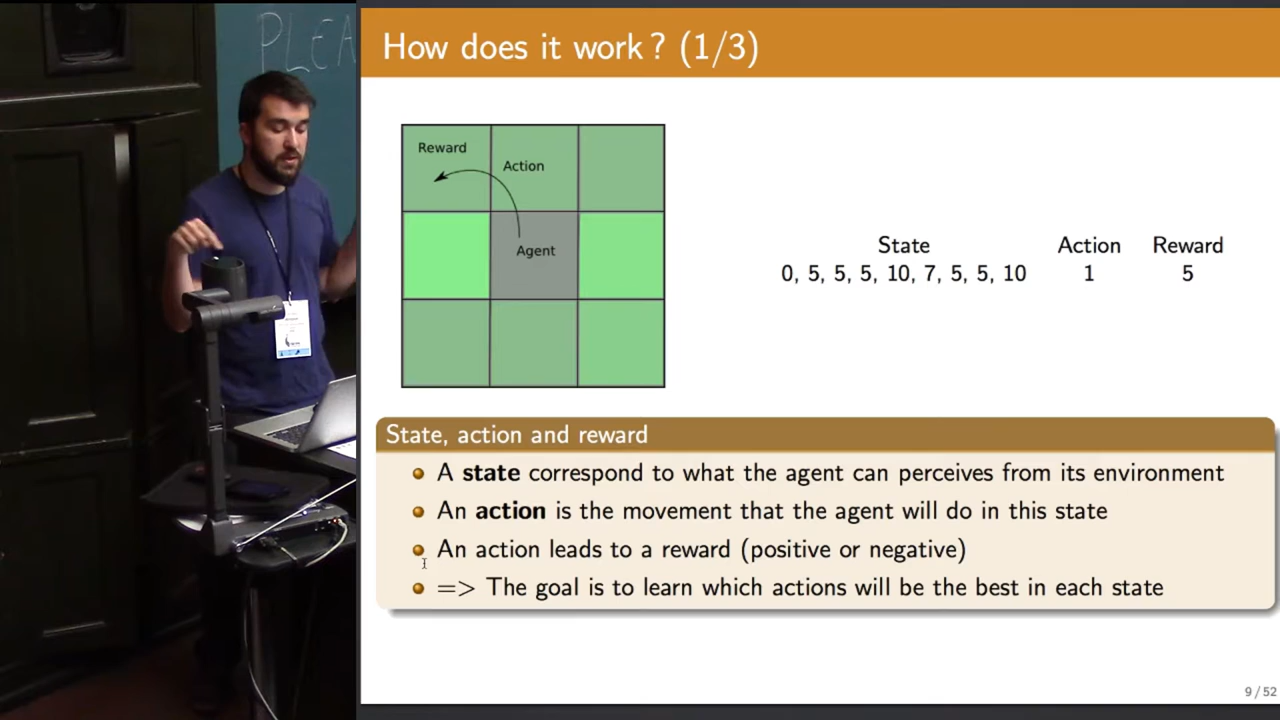 PLEA
How does it work ? (1/3)
Reward
Action
Agent
State Action Reward
0, 5, 5, 5, 10, 7, 5, 5, 10 1 5
State, action and reward
A state correspond to what the agent can perceives from its environment
An action is the movement that the agent will do in this state
An action leads to a reward (positive or negative)
=> The goal is to learn which actions will be the best in each state
9 / 52